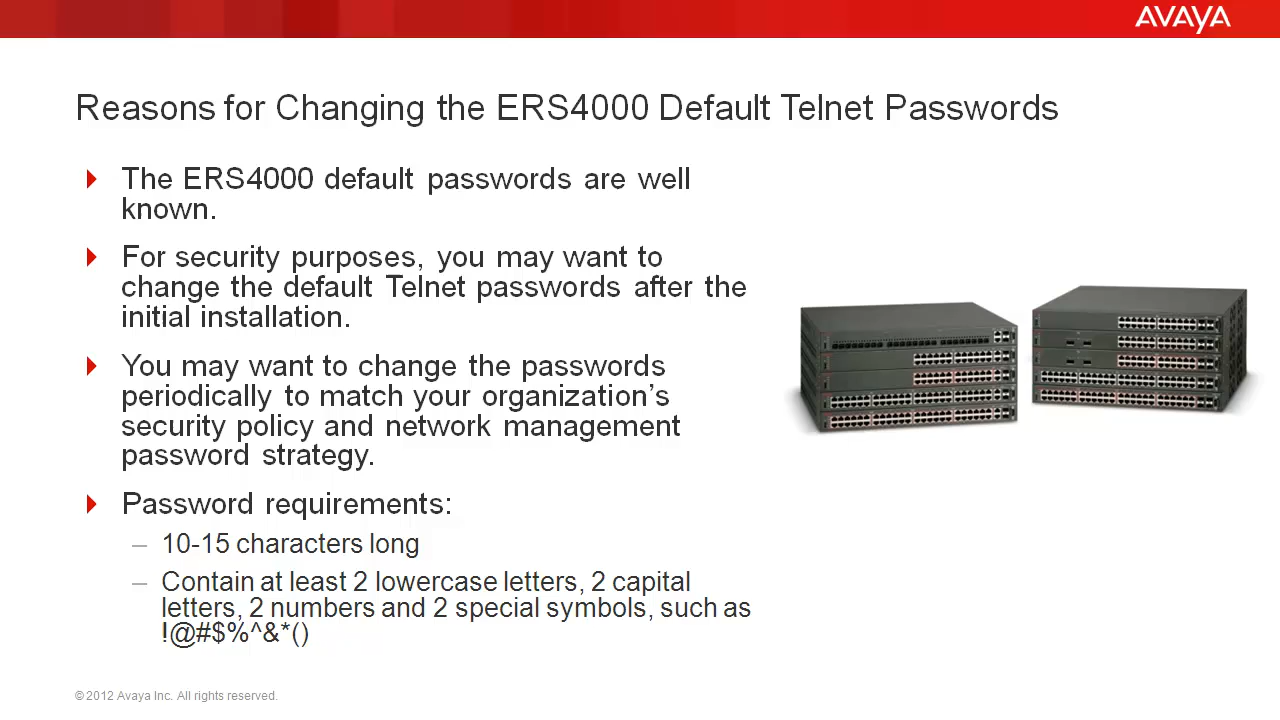 AVAYA
Reasons for Changing the ERS4000 Default Telnet Passwords
The ERS4000 default passwords are well
known.
For security purposes, you may want to
change the default Telnet passwords after the
initial installation.
You may want to change the passwords
periodically to match your organization’s
security policy and network management
password strategy.
Password requirements:
– 10-15 characters long
– Contain at least 2 lowercase letters, 2 capital
letters, 2 numbers and 2 special symbols, such as
!@#$%^&*()
© 2012 Avaya Inc. All rights reserved.